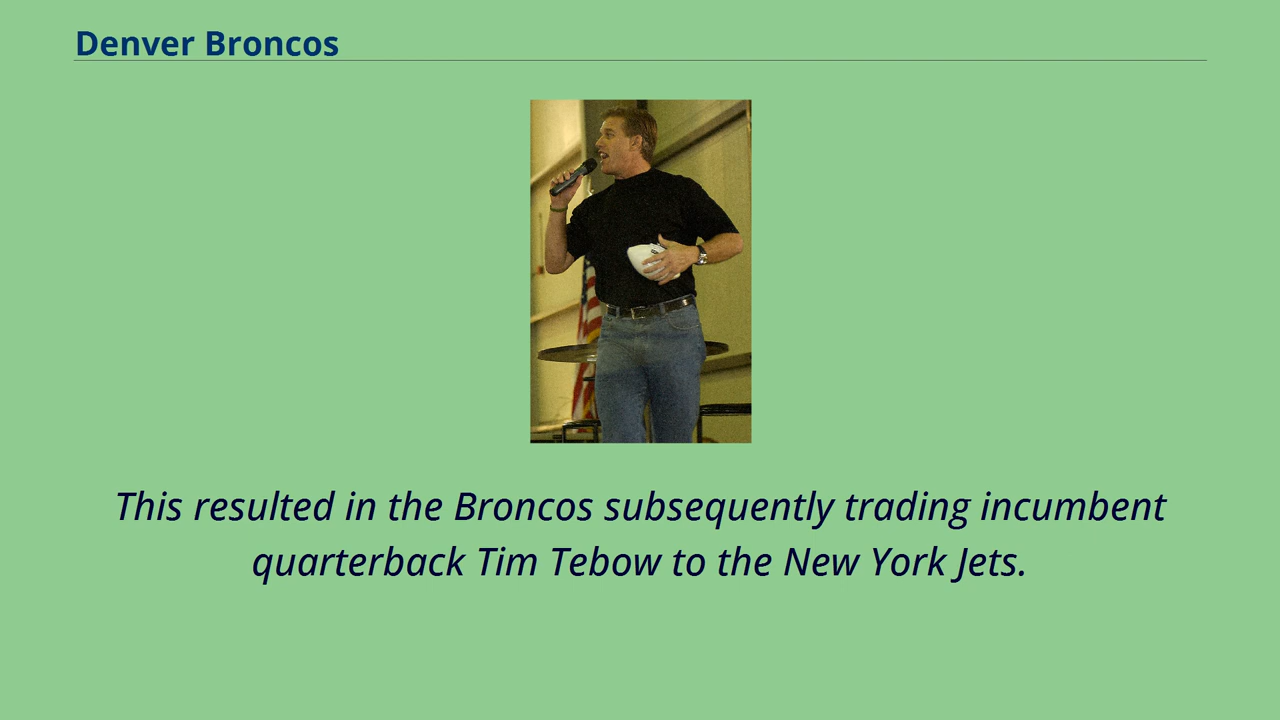 Denver Broncos
This resulted in the Broncos subsequently trading incumbent
quarterback Tim Tebow to the New York Jets.